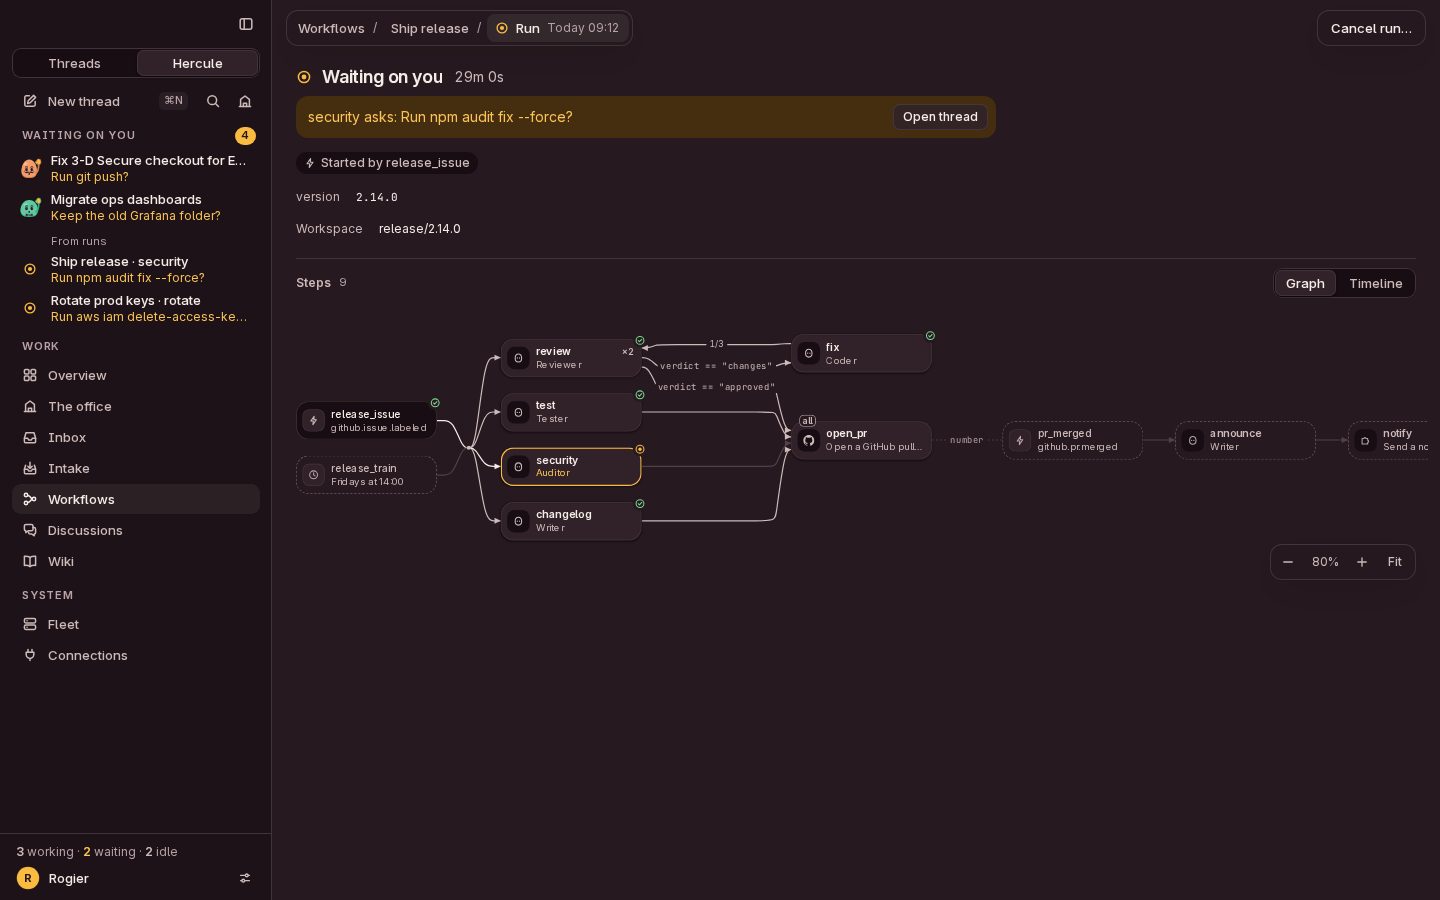 Threads
Hercule
New thread
⌘N
WAITING ON YOU
4
Fix 3-D Secure checkout for E…
Run git push?
Migrate ops dashboards
Keep the old Grafana folder?
From runs
Ship release · security
Run npm audit fix --force?
Rotate prod keys · rotate
Run aws iam delete-access-ke…
WORK
Overview
The office
Inbox
Intake
Workflows
Discussions
Wiki
SYSTEM
Fleet
Connections
3 working · 2 waiting · 2 idle
R
Rogier
Workflows / Ship release / Run Today 09:12
Cancel run…
Waiting on you 29m 0s
security asks: Run npm audit fix --force?
Open thread
Started by release_issue
version 2.14.0
Workspace release/2.14.0
Steps 9
Graph
Timeline
release_issue
github.issue.labeled
release_train
Fridays at 14:00
review
×2
Reviewer
test
Tester
security
Auditor
changelog
Writer
1/3
verdict == "changes"
verdict == "approved"
fix
Coder
all
open_pr
Open a GitHub pull…
number
pr_merged
github.pr.merged
announce
Writer
notify
Send a no
80%
Fit